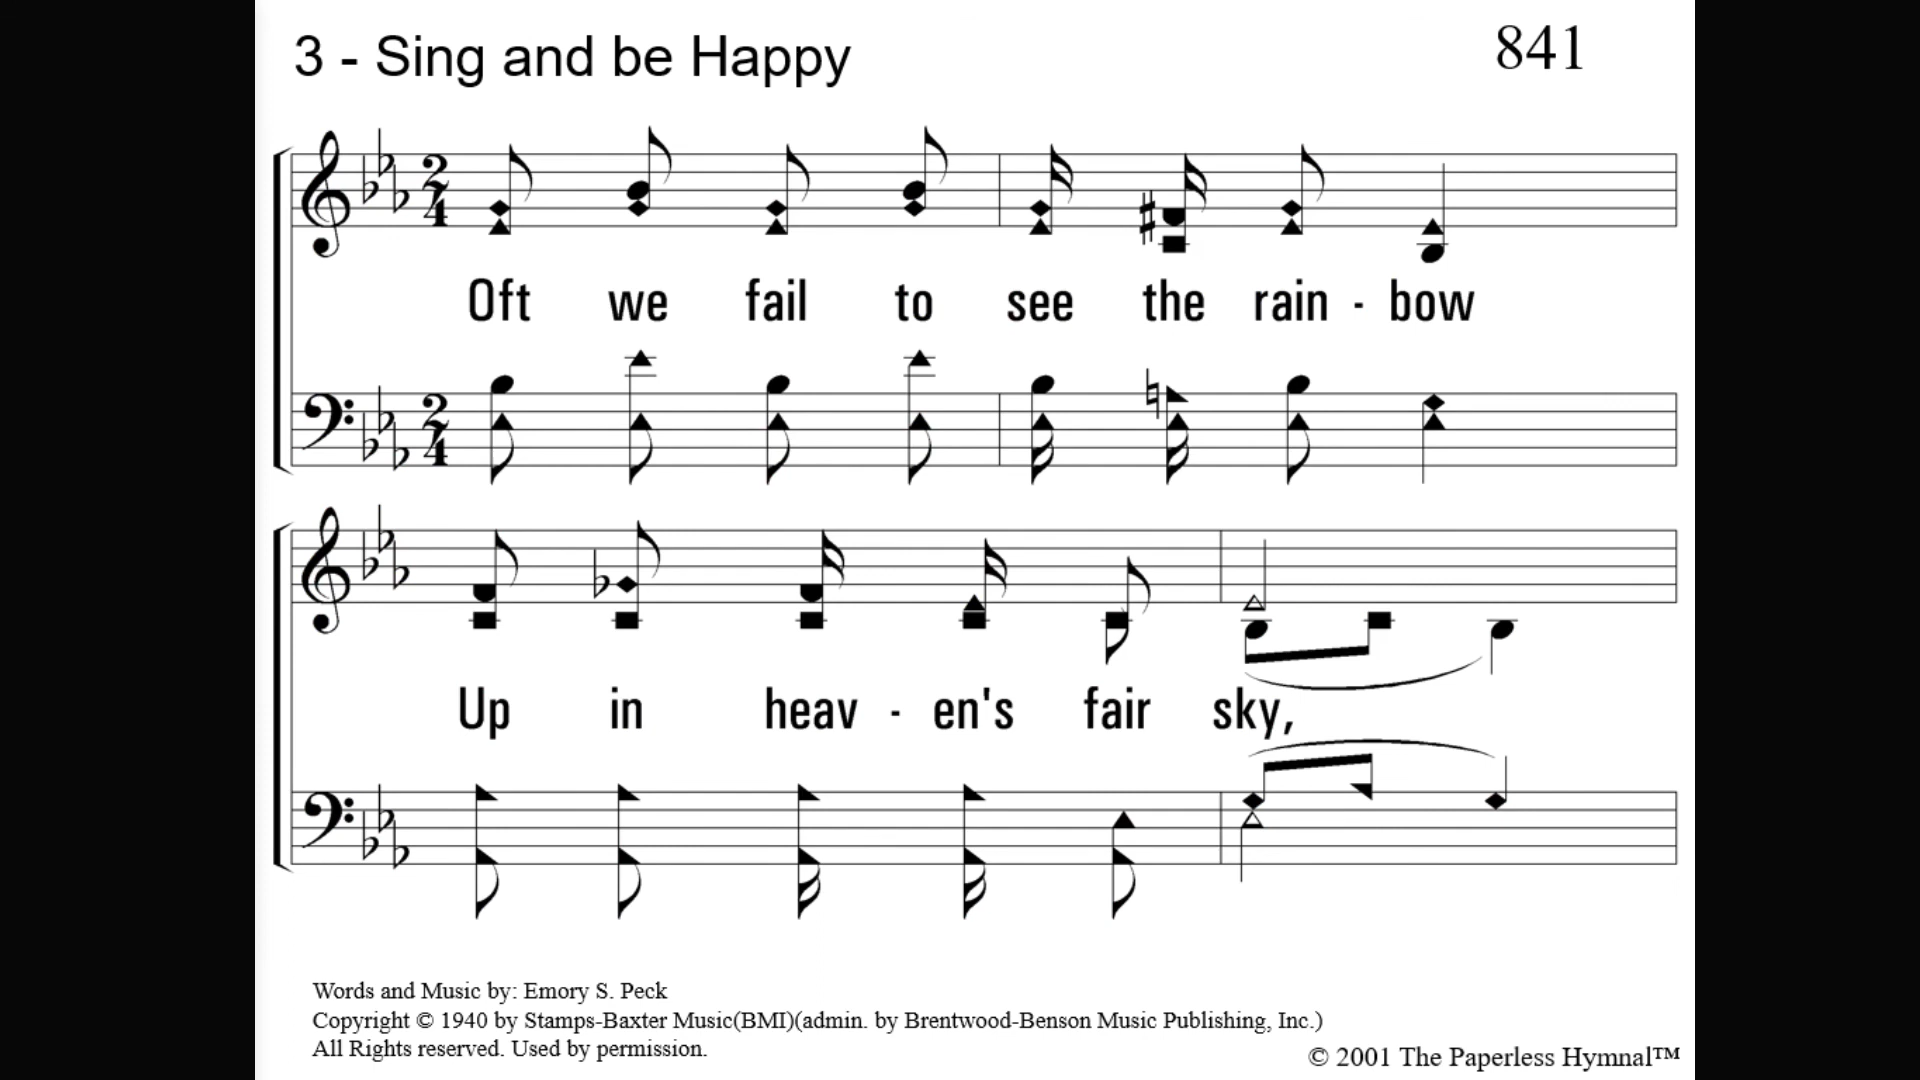 3 - Sing and be Happy
841
Oft we fail to see the rain - bow
Up in heav - en's fair sky,
Words and Music by: Emory S. Peck
Copyright © 1940 by Stamps-Baxter Music(BMI)(admin. by Brentwood-Benson Music Publishing, Inc.)
All Rights reserved. Used by permission.
© 2001 The Paperless Hymnal™